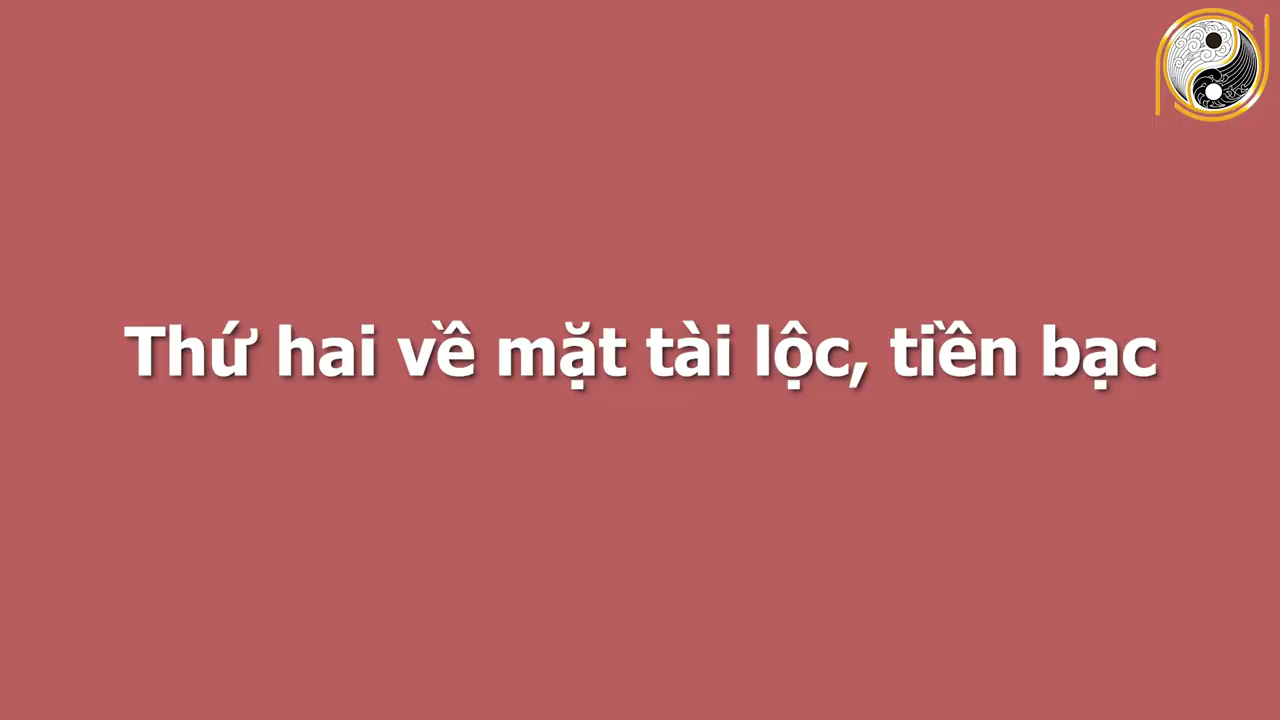 Thứ hai về mặt tài lộc, tiền bạc